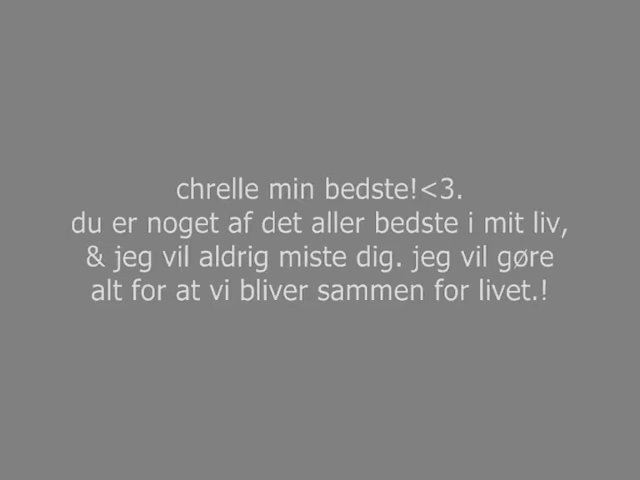 chrelle min bedste!<3.
du er noget af det aller bedste i mit liv,
& jeg vil aldrig miste dig. jeg vil gøre
alt for at vi bliver sammen for livet.!